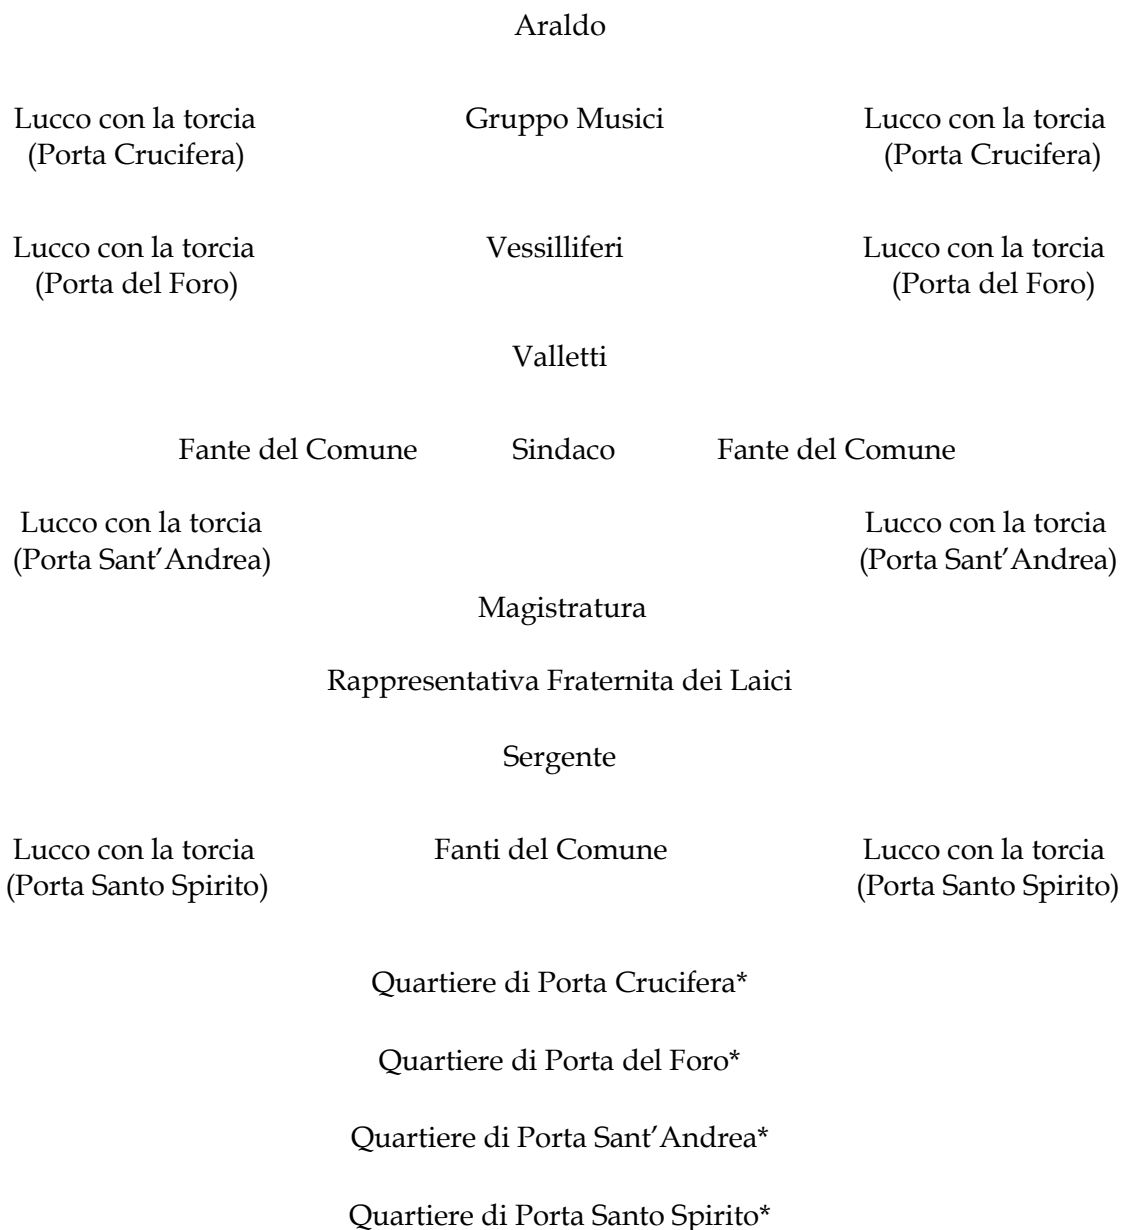 Araldo
Lucco con la torcia Gruppo Musici Lucco con la torcia
(Porta Crucifera) (Porta Crucifera)
Lucco con la torcia Vessilliferi Lucco con la torcia
(Porta del Foro) (Porta del Foro)
Valletti
Fante del Comune Sindaco Fante del Comune
Lucco con la torcia Lucco con la torcia
(Porta Sant’Andrea) (Porta Sant’Andrea)
Magistratura
Rappresentativa Fraternita dei Laici
Sergente
Lucco con la torcia Fanti del Comune Lucco con la torcia
(Porta Santo Spirito) (Porta Santo Spirito)
Quartiere di Porta Crucifera*
Quartiere di Porta del Foro*
Quartiere di Porta Sant’Andrea*
Quartiere di Porta Santo Spirito*